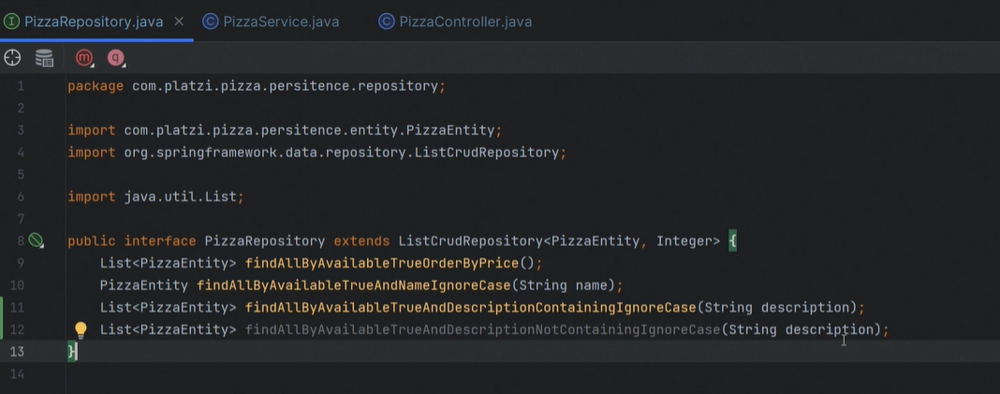 PizzaRepository.java PizzaService.java PizzaController.java
1 package com.platzi.pizza.persitence.repository;
2
3 import com.platzi.pizza.persitence.entity.PizzaEntity;
4 import org.springframework.data.repository.ListCrudRepository;
5
6 import java.util.List;
7
8 public interface PizzaRepository extends ListCrudRepository<PizzaEntity, Integer> {
9 List<PizzaEntity> findAllByAvailableTrueOrderByPrice();
10 PizzaEntity findAllByAvailableTrueAndNameIgnoreCase(String name);
11 List<PizzaEntity> findAllByAvailableTrueAndDescriptionContainingIgnoreCase(String description);
12 List<PizzaEntity> findAllByAvailableTrueAndDescriptionNotContainingIgnoreCase(String description);
13 }
14